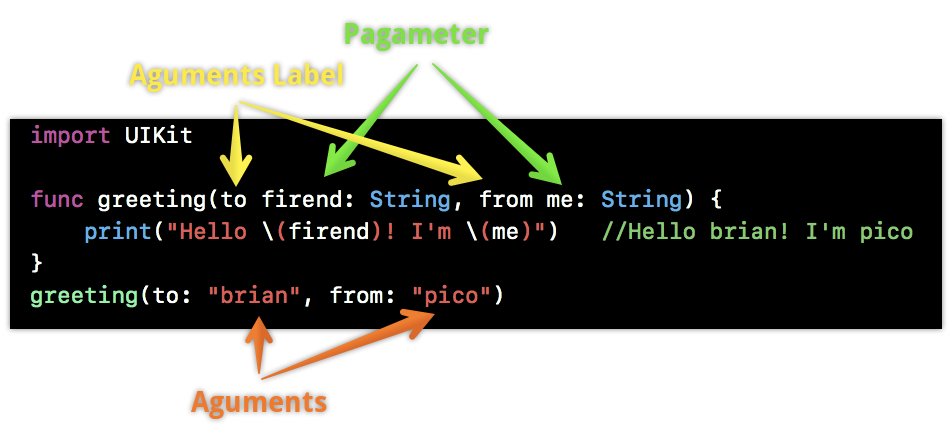 Pagameter
Aguments Label
import UIKit
func greeting(to firend: String, from me: String) {
print("Hello \(firend)! I'm \(me)") //Hello brian! I'm pico
}
greeting(to: "brian", from: "pico")
Aguments